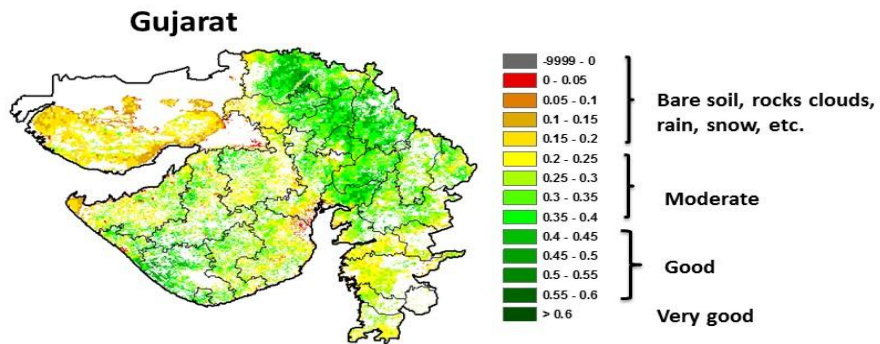 Gujarat
-9999 - 0
0 - 0.05
0.05 - 0.1
0.1 - 0.15
0.15 - 0.2
0.2 - 0.25
0.25 - 0.3
0.3 - 0.35
0.35 - 0.4
0.4 - 0.45
0.45 - 0.5
0.5 - 0.55
0.55 - 0.6
> 0.6
Bare soil, rocks clouds,
rain, snow, etc.
Moderate
Good
Very good